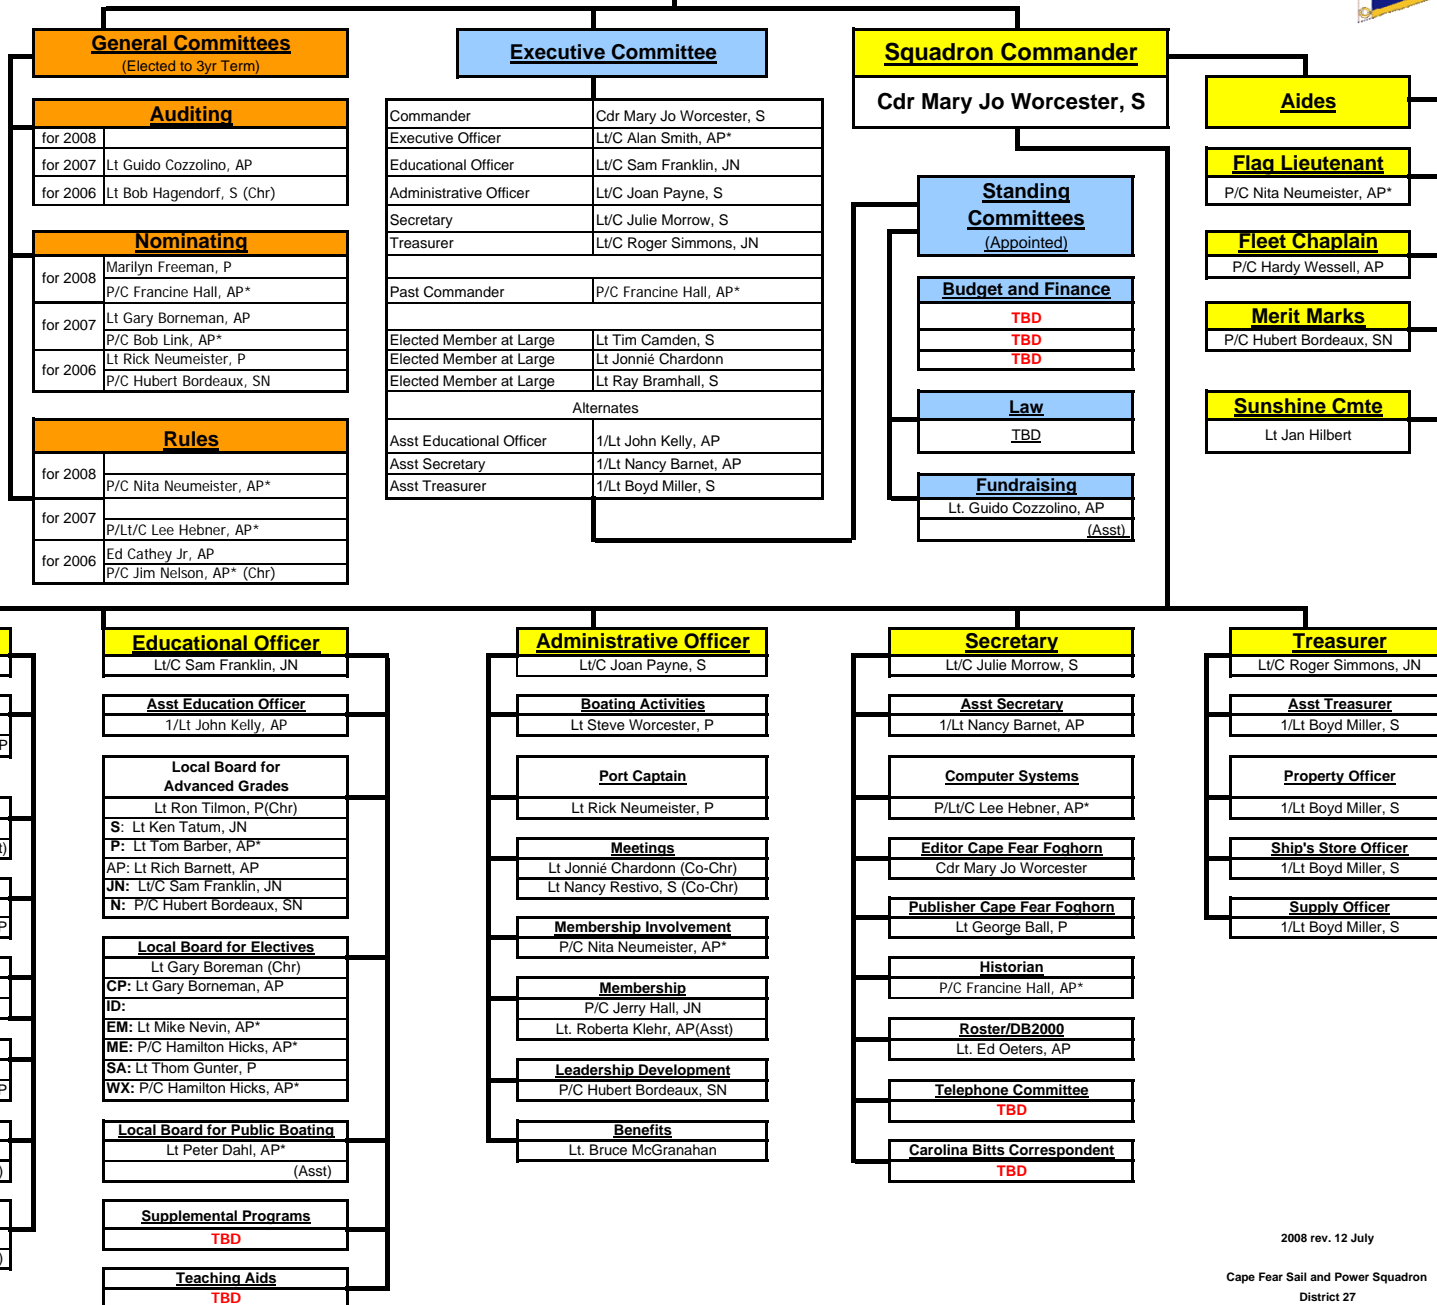 General Committees
(Elected to 3yr Term)
Auditing
for 2008
for 2007 Lt Guido Cozzolino, AP
for 2006 Lt Bob Hagendorf, S (Chr)
Nominating
for 2008
Marilyn Freeman, P
P/C Francine Hall, AP*
for 2007
Lt Gary Borneman, AP
P/C Bob Link, AP*
for 2006
Lt Rick Neumeister, P
P/C Hubert Bordeaux, SN
Rules
for 2008
P/C Nita Neumeister, AP*
for 2007
P/Lt/C Lee Hebner, AP*
for 2006
Ed Cathey Jr, AP
P/C Jim Nelson, AP* (Chr)
Executive Committee
Commander Cdr Mary Jo Worcester, S
Executive Officer Lt/C Alan Smith, AP*
Educational Officer Lt/C Sam Franklin, JN
Administrative Officer Lt/C Joan Payne, S
Secretary Lt/C Julie Morrow, S
Treasurer Lt/C Roger Simmons, JN
Past Commander P/C Francine Hall, AP*
Elected Member at Large Lt Tim Camden, S
Elected Member at Large Lt Jonnié Chardonn
Elected Member at Large Lt Ray Bramhall, S
Alternates
Asst Educational Officer 1/Lt John Kelly, AP
Asst Secretary 1/Lt Nancy Barnet, AP
Asst Treasurer 1/Lt Boyd Miller, S
Squadron Commander
Cdr Mary Jo Worcester, S
Standing
Committees
(Appointed)
Budget and Finance
TBD
TBD
TBD
Law
TBD
Fundraising
Lt. Guido Cozzolino, AP
(Asst)
Aides
Flag Lieutenant
P/C Nita Neumeister, AP*
Fleet Chaplain
P/C Hardy Wessell, AP
Merit Marks
P/C Hubert Bordeaux, SN
Sunshine Cmte
Lt Jan Hilbert
P
t)
P
P
)
)
Educational Officer
Lt/C Sam Franklin, JN
Asst Education Officer
1/Lt John Kelly, AP
Local Board for
Advanced Grades
Lt Ron Tilmon, P(Chr)
S: Lt Ken Tatum, JN
P: Lt Tom Barber, AP*
AP: Lt Rich Barnett, AP
JN: Lt/C Sam Franklin, JN
N: P/C Hubert Bordeaux, SN
Local Board for Electives
Lt Gary Boreman (Chr)
CP: Lt Gary Borneman, AP
ID:
EM: Lt Mike Nevin, AP*
ME: P/C Hamilton Hicks, AP*
SA: Lt Thom Gunter, P
WX: P/C Hamilton Hicks, AP*
Local Board for Public Boating
Lt Peter Dahl, AP*
(Asst)
Supplemental Programs
TBD
Teaching Aids
TBD
Administrative Officer
Lt/C Joan Payne, S
Boating Activities
Lt Steve Worcester, P
Port Captain
Lt Rick Neumeister, P
Meetings
Lt Jonnié Chardonn (Co-Chr)
Lt Nancy Restivo, S (Co-Chr)
Membership Involvement
P/C Nita Neumeister, AP*
Membership
P/C Jerry Hall, JN
Lt. Roberta Klehr, AP(Asst)
Leadership Development
P/C Hubert Bordeaux, SN
Benefits
Lt. Bruce McGranahan
Secretary
Lt/C Julie Morrow, S
Asst Secretary
1/Lt Nancy Barnet, AP
Computer Systems
P/Lt/C Lee Hebner, AP*
Editor Cape Fear Foghorn
Cdr Mary Jo Worcester
Publisher Cape Fear Foghorn
Lt George Ball, P
Historian
P/C Francine Hall, AP*
Roster/DB2000
Lt. Ed Oeters, AP
Telephone Committee
TBD
Carolina Bitts Correspondent
TBD
Treasurer
Lt/C Roger Simmons, JN
Asst Treasurer
1/Lt Boyd Miller, S
Property Officer
1/Lt Boyd Miller, S
Ship's Store Officer
1/Lt Boyd Miller, S
Supply Officer
1/Lt Boyd Miller, S
2008 rev. 12 July
Cape Fear Sail and Power Squadron
District 27